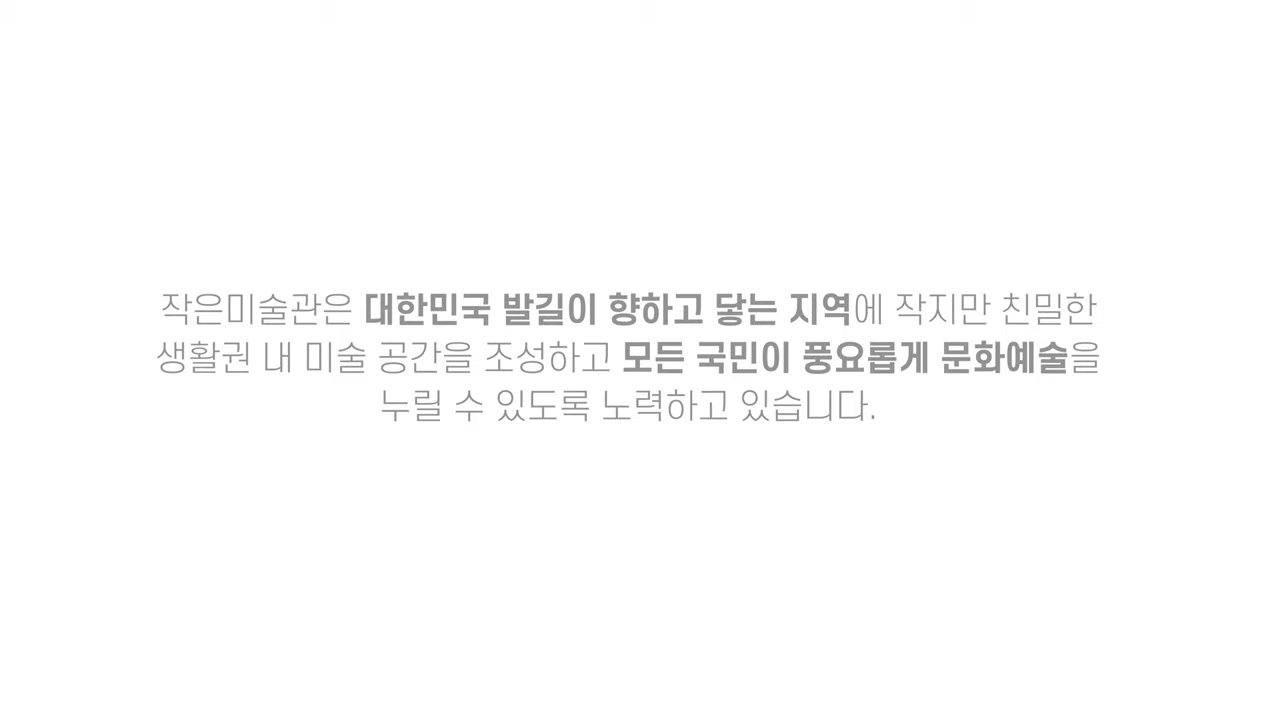 작은미술관은 대한민국 발길이 향하고 닿는 지역에 작지만 친밀한
생활권 내 미술 공간을 조성하고 모든 국민이 풍요롭게 문화예술을
누릴 수 있도록 노력하고 있습니다.